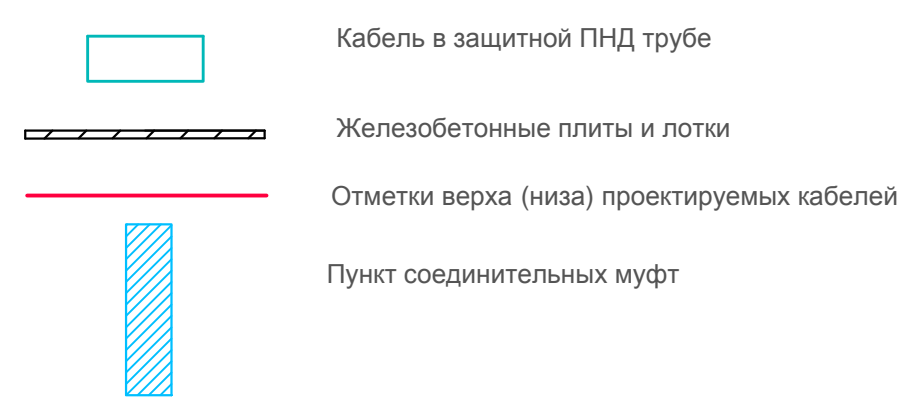 Кабель в защитной ПНД трубе
Железобетонные плиты и лотки
Отметки верха (низа) проектируемых кабелей
Пункт соединительных муфт